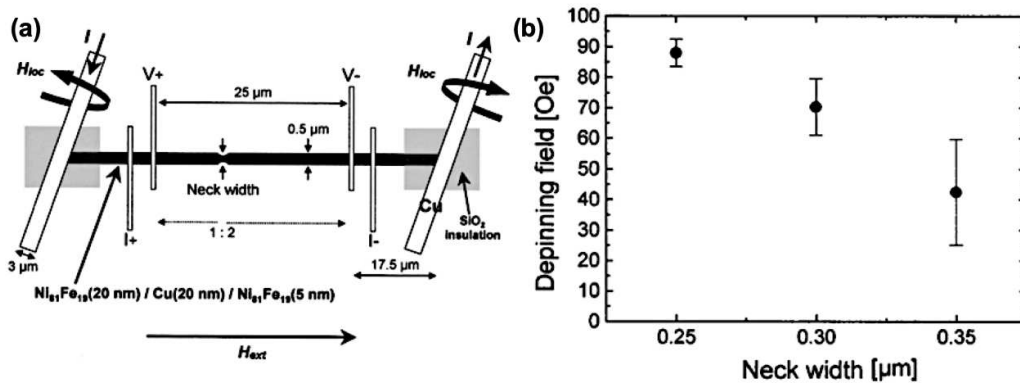 (a)
I
I
H_loc
V+
V-
H_loc
25 µm
0.5 µm
Neck width
Cu
SiO₂
insulation
I+
1 : 2
I-
3 µm
17.5 µm
Ni₈₁Fe₁₉(20 nm) / Cu(20 nm) / Ni₈₁Fe₁₉(5 nm)
H_ext
(b)
Depinning field [Oe]
100
90
80
70
60
50
40
30
20
10
0
0.25
0.30
0.35
Neck width [µm]